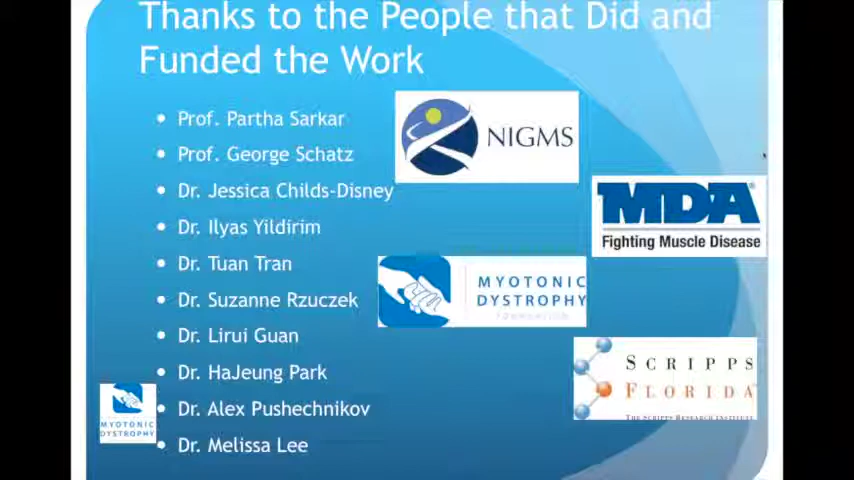 Thanks to the People that Did and
Funded the Work
• Prof. Partha Sarkar
• Prof. George Schatz
• Dr. Jessica Childs-Disney
• Dr. Ilyas Yildirim
• Dr. Tuan Tran
• Dr. Suzanne Rzuczek
• Dr. Lirui Guan
• Dr. HaJeung Park
• Dr. Alex Pushechnikov
• Dr. Melissa Lee
NIGMS
MDA
Fighting Muscle Disease
MYOTONIC
DYSTROPHY
FOUNDATION
SCRIPPS
FLORIDA
THE SCRIPPS RESEARCH INSTITUTE
MYOTONIC
DYSTROPHY